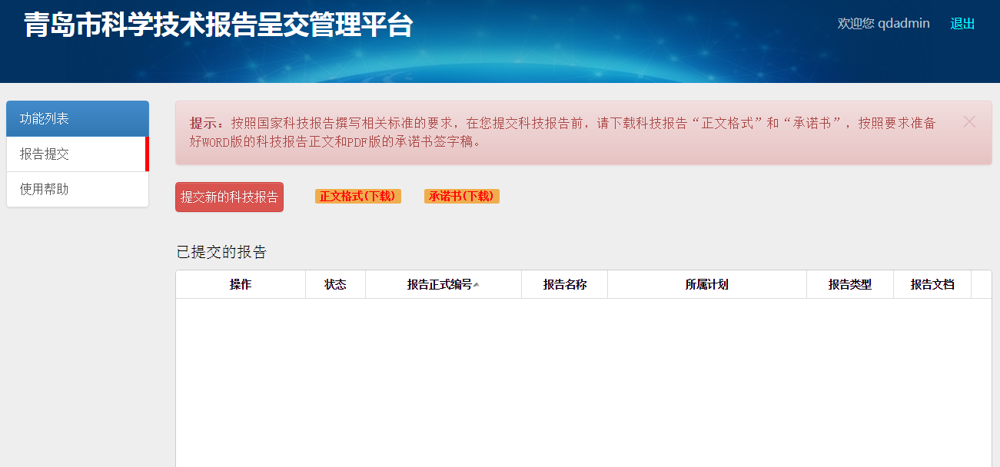 青岛市科学技术报告呈交管理平台
欢迎您 qdadmin 退出
功能列表
报告提交
使用帮助
提示：按照国家科技报告撰写相关标准的要求，在您提交科技报告前，请下载科技报告“正文格式”和“承诺书”，按照要求准备
好WORD版的科技报告正文和PDF版的承诺书签字稿。
提交新的科技报告 正文格式(下载) 承诺书(下载)
已提交的报告
操作 状态 报告正式编号 报告名称 所属计划 报告类型 报告文档